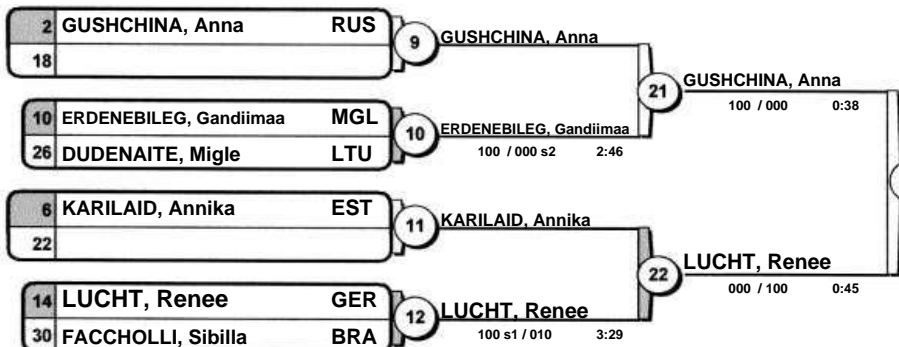 2 GUSHCHINA, Anna RUS
18
9 GUSHCHINA, Anna
10 ERDENEBILEG, Gandiimaa MGL
26 DUDENAITE, Migle LTU
10 ERDENEBILEG, Gandiimaa
100 / 000 s2 2:46
21 GUSHCHINA, Anna
100 / 000 0:38
6 KARILAID, Annika EST
22
11 KARILAID, Annika
14 LUCHT, Renee GER
30 FACCHOLLI, Sibilla BRA
12 LUCHT, Renee
100 s1 / 010 3:29
22 LUCHT, Renee
000 / 100 0:45